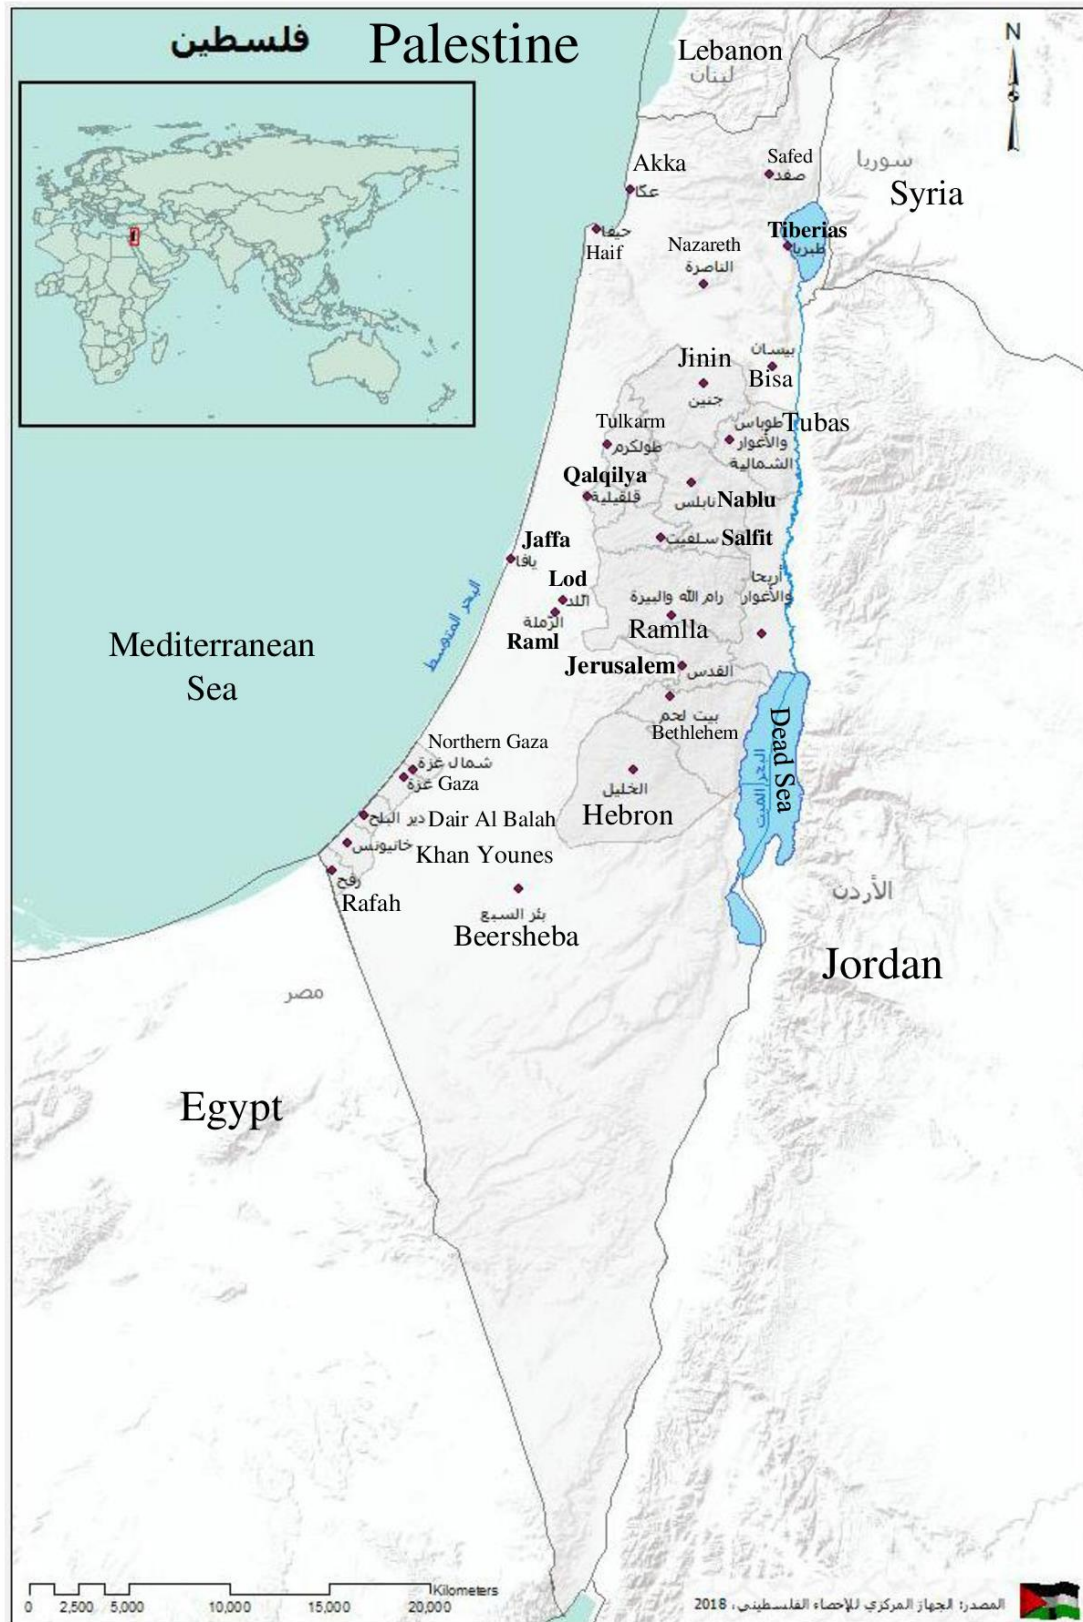 فلسطين
Palestine
N
Lebanon
لبنان
Akka
عكا
Safed
صفد
سوريا
Syria
حيفا
Haif
Nazareth
الناصرة
Tiberias
طبريا
بيسان
Bisa
Jinin
جنين
Tulkarm
طولكرم
طوباس Tubas
والأغوار
الشمالية
Qalqilya
قلقيلية
نابلس Nablu
سلفيت Salfit
Jaffa
يافا
Lod
اللد
الرملة
Raml
رام الله والبيرة
Ramlla
أريحا
والأغوار
Jerusalem القدس
بيت لحم
Bethlehem
البحر المتوسط
Mediterranean
Sea
Dead Sea
البحر الميت
Northern Gaza
شمال غزة
غزة Gaza
دير البلح Dair Al Balah
خانيونس Khan Younes
رفح
Rafah
الخليل
Hebron
بئر السبع
Beersheba
الأردن
Jordan
مصر
Egypt
Kilometers
0 2,500 5,000 10,000 15,000 20,000
المصدر: الجهاز المركزي للإحصاء الفلسطيني، 2018